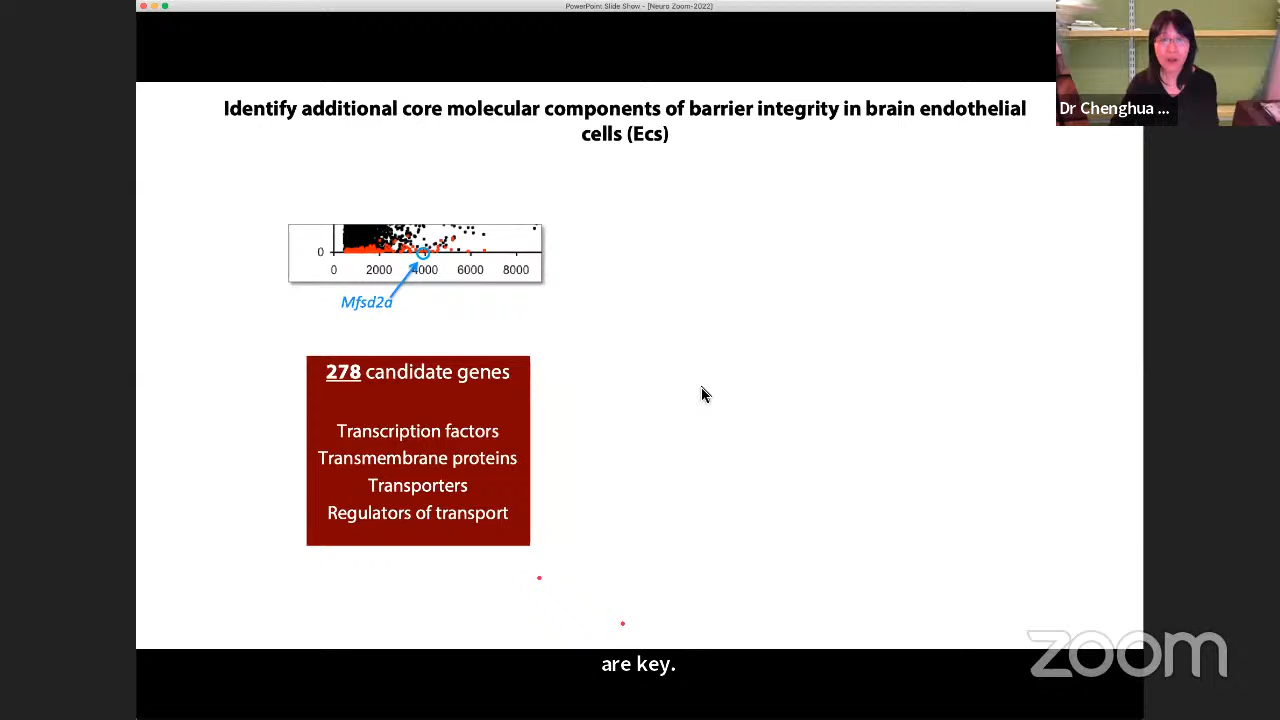 PowerPoint Slide Show - [Neuro Zoom-2022]
Identify additional core molecular components of barrier integrity in brain endothelial
cells (Ecs)
Dr Chenghua ...
0
0 2000 4000 6000 8000
Mfsd2a
278 candidate genes
Transcription factors
Transmembrane proteins
Transporters
Regulators of transport
zoom
are key.